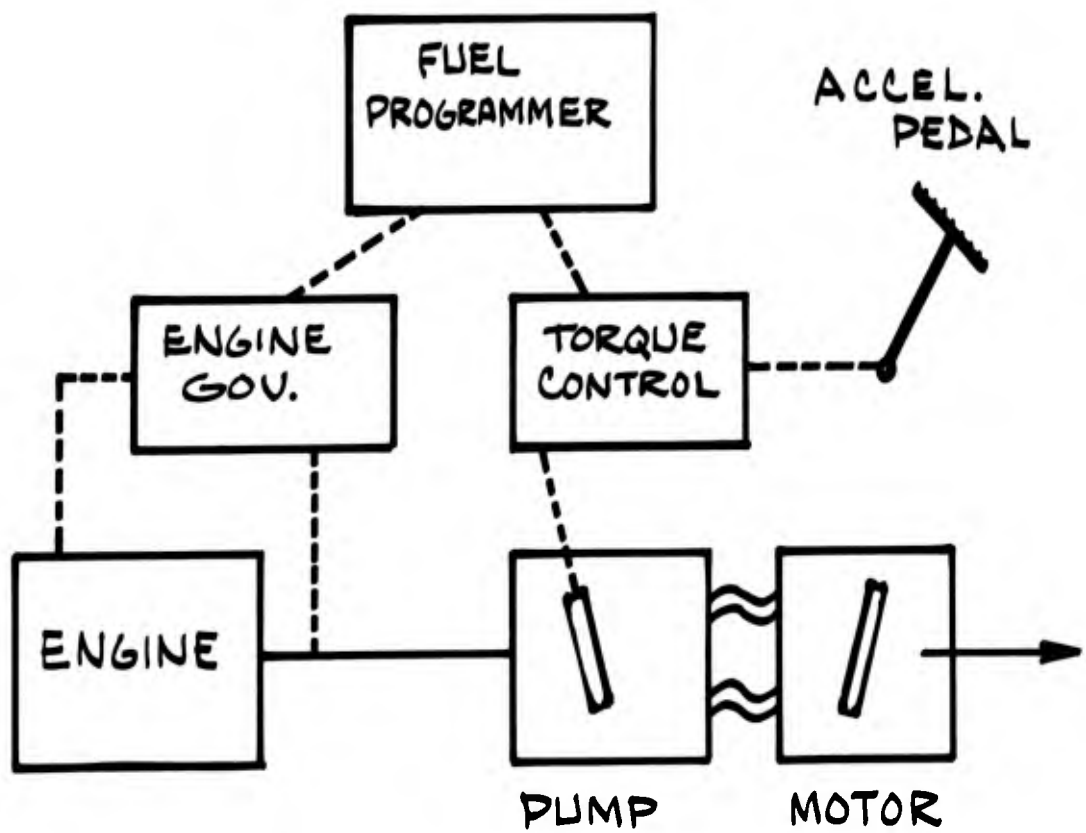 FUEL
PROGRAMMER
ACCEL.
PEDAL
ENGINE
GOV.
TORQUE
CONTROL
ENGINE
PUMP
MOTOR